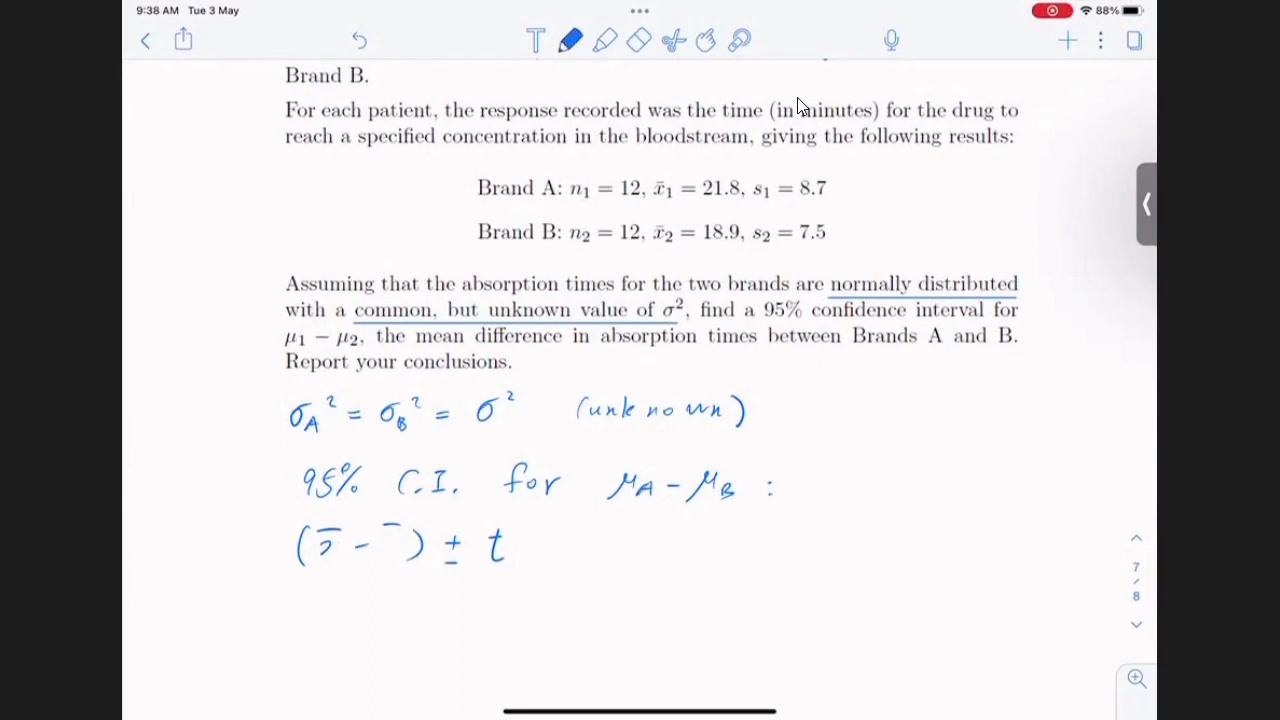 9:38 AM Tue 3 May
88%
Brand B.
For each patient, the response recorded was the time (in minutes) for the drug to
reach a specified concentration in the bloodstream, giving the following results:
Brand A: n₁ = 12, x̄₁ = 21.8, s₁ = 8.7
Brand B: n₂ = 12, x̄₂ = 18.9, s₂ = 7.5
Assuming that the absorption times for the two brands are normally distributed
with a common, but unknown value of σ², find a 95% confidence interval for
μ₁ − μ₂, the mean difference in absorption times between Brands A and B.
Report your conclusions.
σ_A² = σ_B² = σ² (unknown)
95% C.I. for μ_A − μ_B :
( − ) ± t
7
/
8